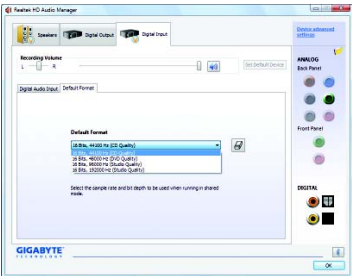 Realtek HD Audio Manager
Speakers
Digital Output
Digital Input
Device advanced settings
Recording Volume
L
R
Set Default Device
ANALOG
Back Panel
Digital Audio Input
Default Format
Default Format
16 Bits, 44100 Hz (CD Quality)
16 Bits, 44100 Hz (CD Quality)
16 Bits, 48000 Hz (DVD Quality)
16 Bits, 96000 Hz (Studio Quality)
16 Bits, 192000 Hz (Studio Quality)
Select the sample rate and bit depth to be used when running in shared
mode.
Front Panel
DIGITAL
GIGABYTE
TECHNOLOGY
OK